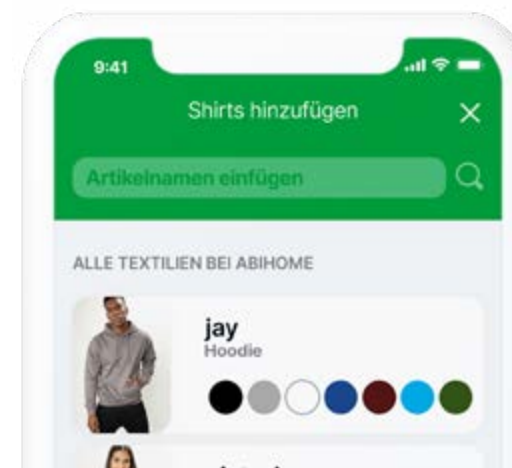 9:41
Shirts hinzufügen
Artikelnamen einfügen
ALLE TEXTILIEN BEI ABIHOME
jay
Hoodie